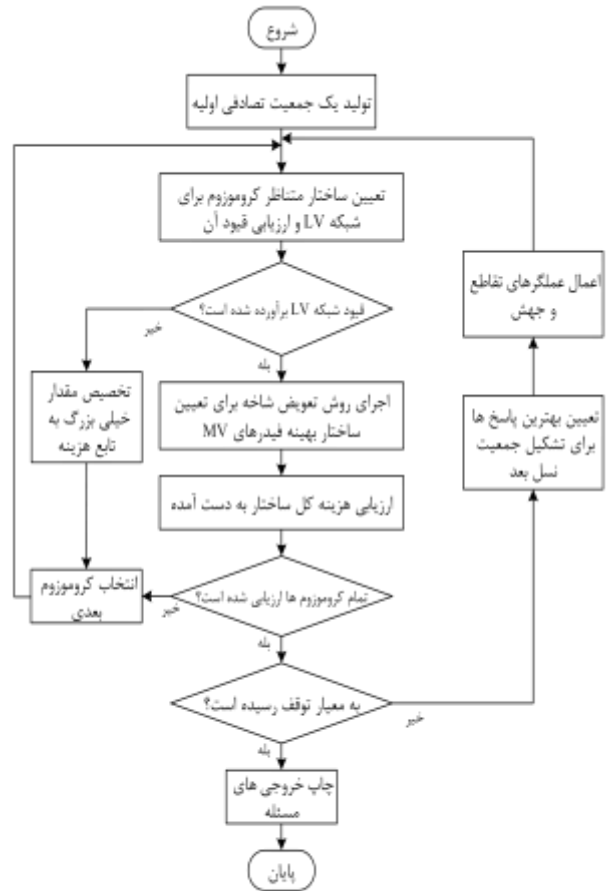 شروع
تولید یک جمعیت تصادفی اولیه
تعیین ساختار متناظر کروموزوم برای
شبکه LV و ارزیابی قیود آن
قیود شبکه LV برآورده شده است؟
خیر
بله
تخصیص مقدار
خیلی بزرگ به
تابع هزینه
اجرای روش تعویض شاخه برای تعیین
ساختار بهینه فیدرهای MV
ارزیابی هزینه کل ساختار به دست آمده
تمام کروموزوم ها ارزیابی شده است؟
خیر
بله
انتخاب کروموزوم
بعدی
به معیار توقف رسیده است؟
خیر
بله
تعیین بهترین پاسخ ها
برای تشکیل جمعیت
نسل بعد
اعمال عملگرهای تقاطع
و جهش
چاپ خروجی های
مسئله
پایان